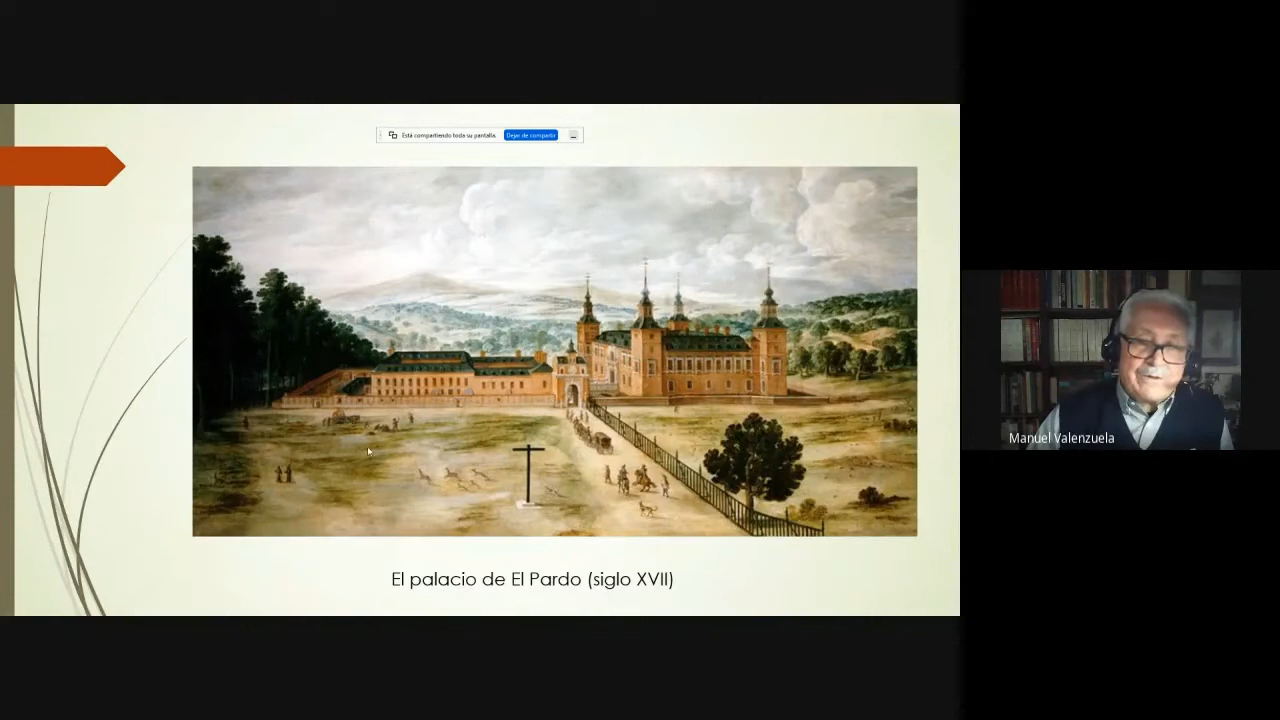 Está compartiendo toda su pantalla.
Dejar de compartir
Manuel Valenzuela
El palacio de El Pardo (siglo XVII)